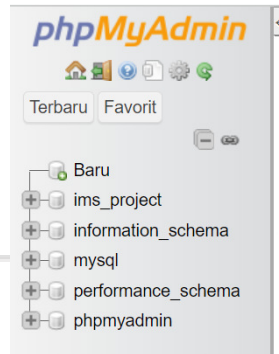 phpMyAdmin
Terbaru Favorit
Baru
ims_project
information_schema
mysql
performance_schema
phpmyadmin